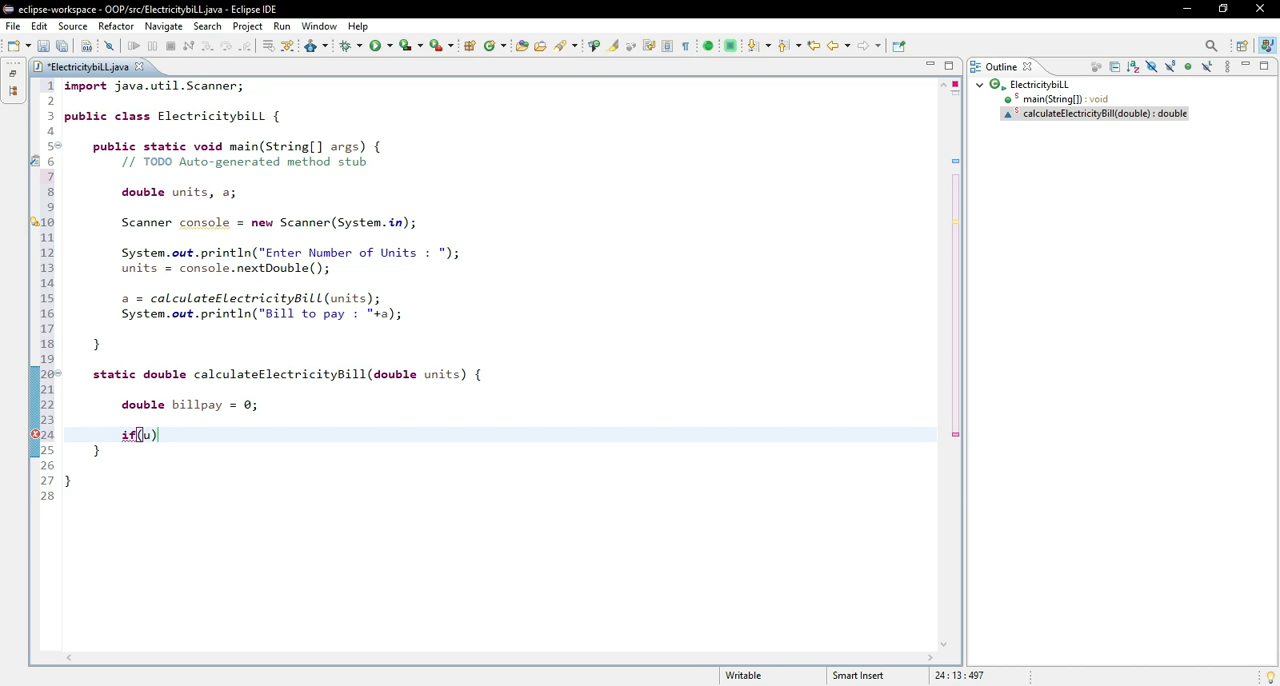 eclipse-workspace - OOP/src/ElectricitybiLL.java - Eclipse IDE
File Edit Source Refactor Navigate Search Project Run Window Help
*ElectricitybiLL.java
1 import java.util.Scanner;
2
3 public class ElectricitybiLL {
4
5 public static void main(String[] args) {
6 // TODO Auto-generated method stub
7
8 double units, a;
9
10 Scanner console = new Scanner(System.in);
11
12 System.out.println("Enter Number of Units : ");
13 units = console.nextDouble();
14
15 a = calculateElectricityBill(units);
16 System.out.println("Bill to pay : "+a);
17
18 }
19
20 static double calculateElectricityBill(double units) {
21
22 double billpay = 0;
23
24 if(u)
25 }
26
27 }
28
Outline
ElectricitybiLL
main(String[]) : void
calculateElectricityBill(double) : double
Writable Smart Insert 24 : 13 : 497